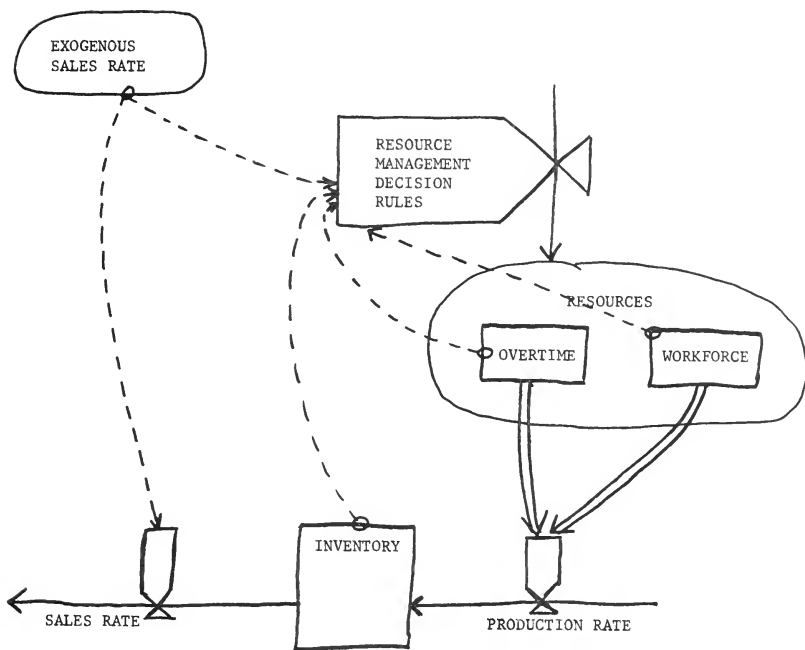 EXOGENOUS
SALES RATE
RESOURCE
MANAGEMENT
DECISION
RULES
RESOURCES
OVERTIME
WORKFORCE
INVENTORY
SALES RATE
PRODUCTION RATE